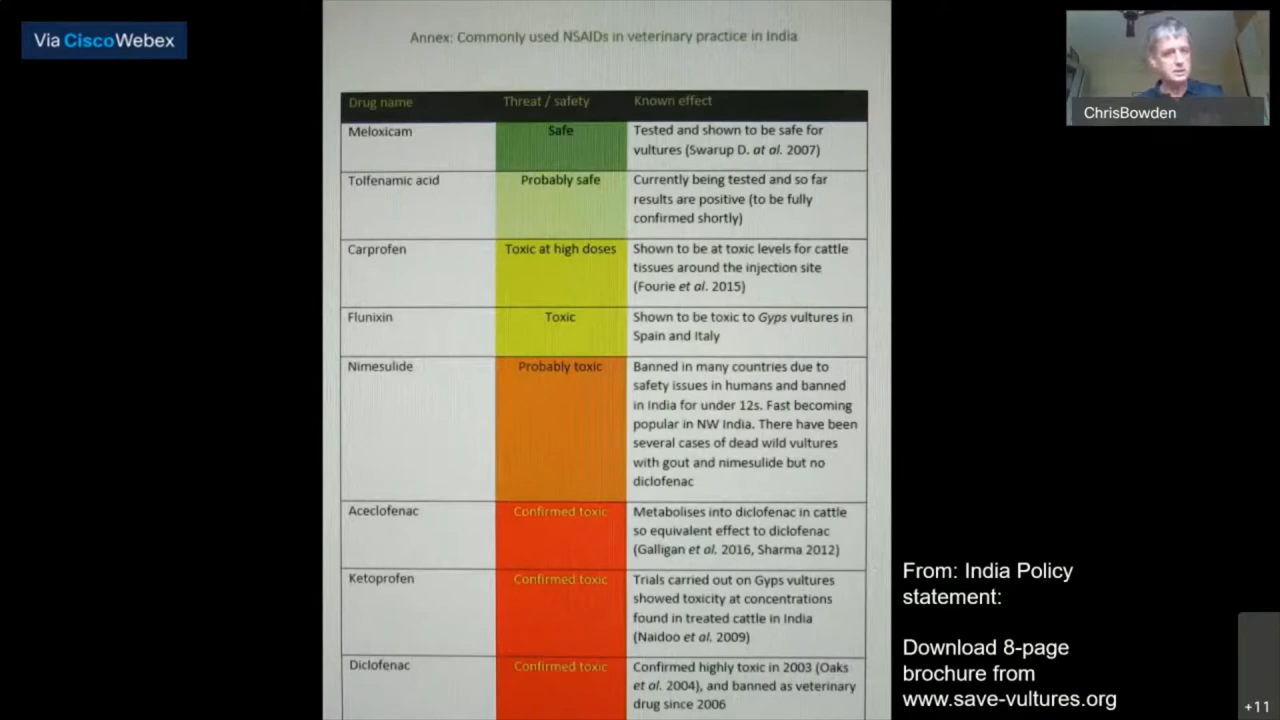 Via CiscoWebex
Annex: Commonly used NSAIDs in veterinary practice in India
Drug name Threat / safety Known effect
Meloxicam Safe Tested and shown to be safe for
vultures (Swarup D. at al. 2007)
Tolfenamic acid Probably safe Currently being tested and so far
results are positive (to be fully
confirmed shortly)
Carprofen Toxic at high doses Shown to be at toxic levels for cattle
tissues around the injection site
(Fourie et al. 2015)
Flunixin Toxic Shown to be toxic to Gyps vultures in
Spain and Italy
Nimesulide Probably toxic Banned in many countries due to
safety issues in humans and banned
in India for under 12s. Fast becoming
popular in NW India. There have been
several cases of dead wild vultures
with gout and nimesulide but no
diclofenac
Aceclofenac Confirmed toxic Metabolises into diclofenac in cattle
so equivalent effect to diclofenac
(Galligan et al. 2016, Sharma 2012)
Ketoprofen Confirmed toxic Trials carried out on Gyps vultures
showed toxicity at concentrations
found in treated cattle in India
(Naidoo et al. 2009)
Diclofenac Confirmed toxic Confirmed highly toxic in 2003 (Oaks
et al. 2004), and banned as veterinary
drug since 2006
ChrisBowden
From: India Policy
statement:
Download 8-page
brochure from
www.save-vultures.org
+11